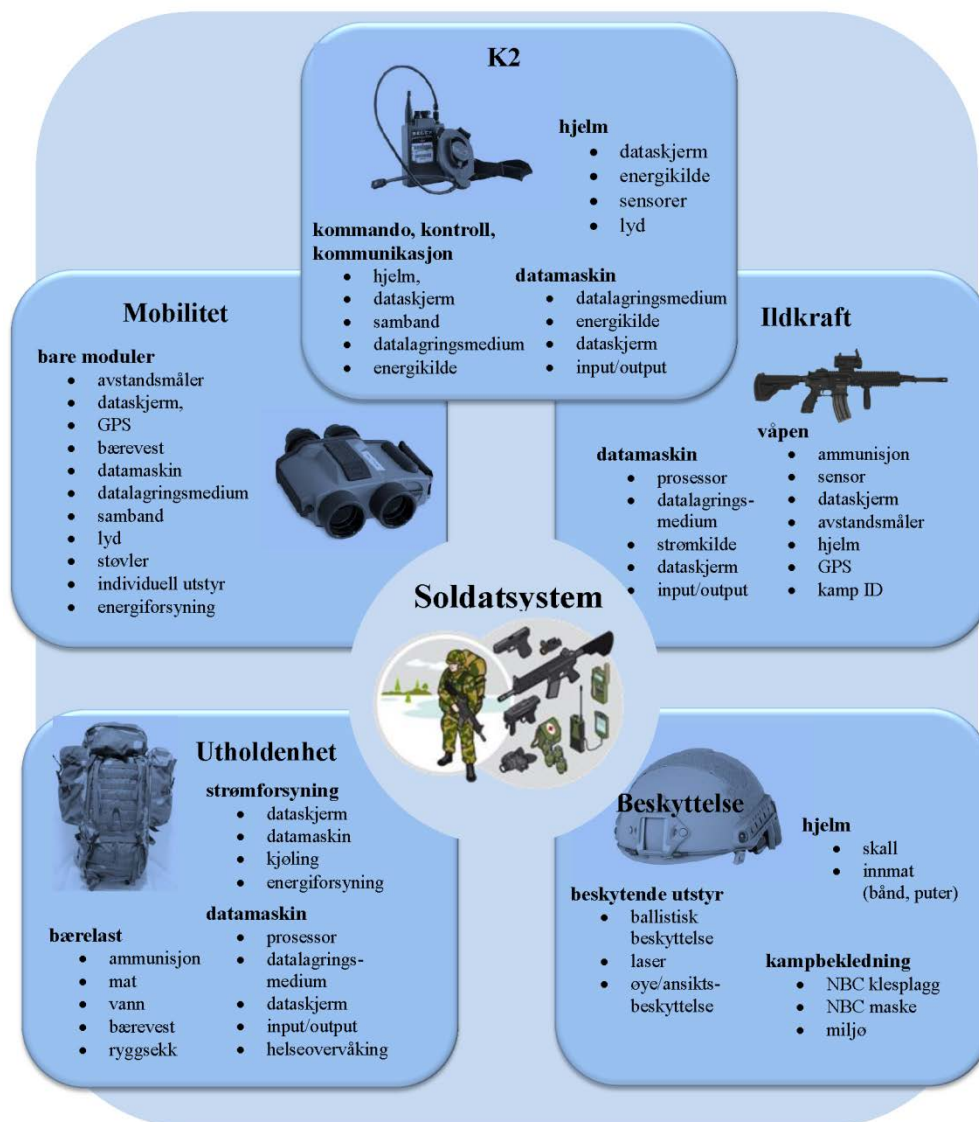 K2
hjelm
• dataskjerm
• energikilde
• sensorer
• lyd
kommando, kontroll,
kommunikasjon
• hjelm,
• dataskjerm
• samband
• datalagringsmedium
• energikilde
datamaskin
• datalagringsmedium
• energikilde
• dataskjerm
• input/output
Mobilitet
bare moduler
• avstandsmåler
• dataskjerm,
• GPS
• bærevest
• datamaskin
• datalagringsmedium
• samband
• lyd
• støvler
• individuell utstyr
• energiforsyning
Ildkraft
datamaskin
• prosessor
• datalagrings-
medium
• strømkilde
• dataskjerm
• input/output
våpen
• ammunisjon
• sensor
• dataskjerm
• avstandsmåler
• hjelm
• GPS
• kamp ID
Soldatsystem
Utholdenhet
strømforsyning
• dataskjerm
• datamaskin
• kjøling
• energiforsyning
bærelast
• ammunisjon
• mat
• vann
• bærevest
• ryggsekk
datamaskin
• prosessor
• datalagrings-
medium
• dataskjerm
• input/output
• helseovervåking
Beskyttelse
hjelm
• skall
• innmat
(bånd, puter)
beskytende utstyr
• ballistisk
beskyttelse
• laser
• øye/ansikts-
beskyttelse
kampbekledning
• NBC klesplagg
• NBC maske
• miljø